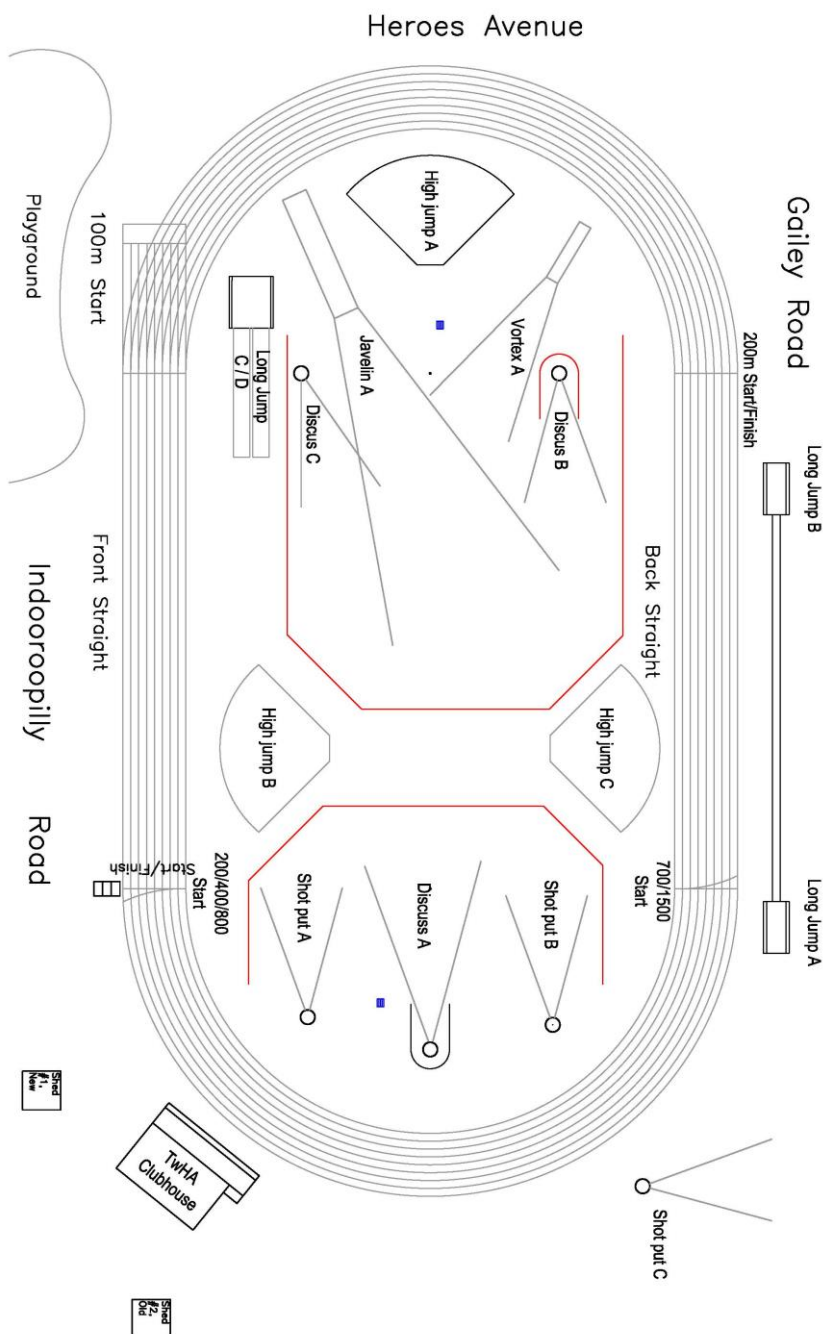 Heroes Avenue
Gailey Road
Playground
100m Start
High jump A
Vortex A
Javelin A
Long Jump
C / D
Discus C
Discus B
200m Start/Finish
Long Jump B
Front Straight
Indooroopilly Road
Back Straight
High jump B
High jump C
Start/Finish
200/400/800
Start
700/1500
Start
Long Jump A
Shot put A
Discuss A
Shot put B
Shed
#1,
New
TwHA
Clubhouse
Shot put C
Shed
#2,
Old